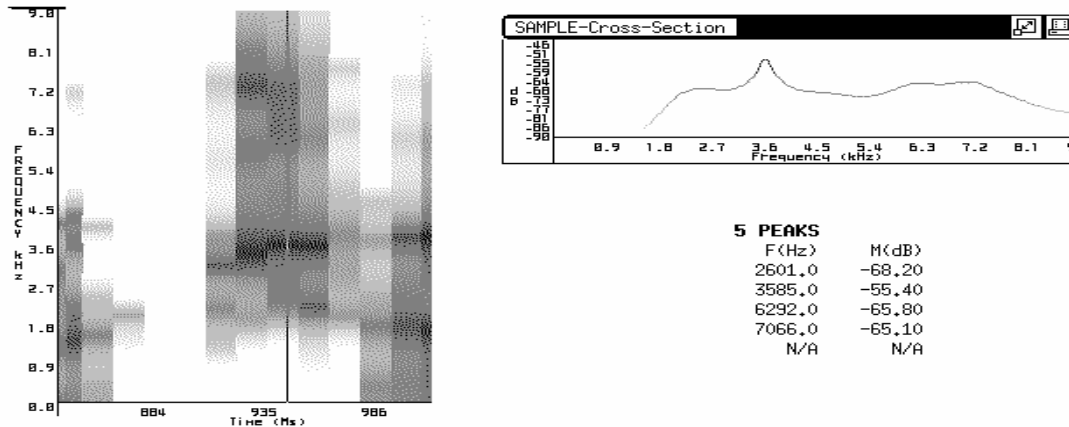 9.0
8.1
7.2
6.3
5.4
4.5
3.6
2.7
1.8
0.9
0.0
FREQUENCY kHz
884 935 986
Time (Ms)
SAMPLE-Cross-Section
-46
-51
-55
-59
-64
-68
-73
-77
-81
-86
-90
dB
0.9 1.8 2.7 3.6 4.5 5.4 6.3 7.2 8.1
Frequency (kHz)
5 PEAKS
F(Hz) M(dB)
2601.0 -68.20
3585.0 -55.40
6292.0 -65.80
7066.0 -65.10
N/A N/A